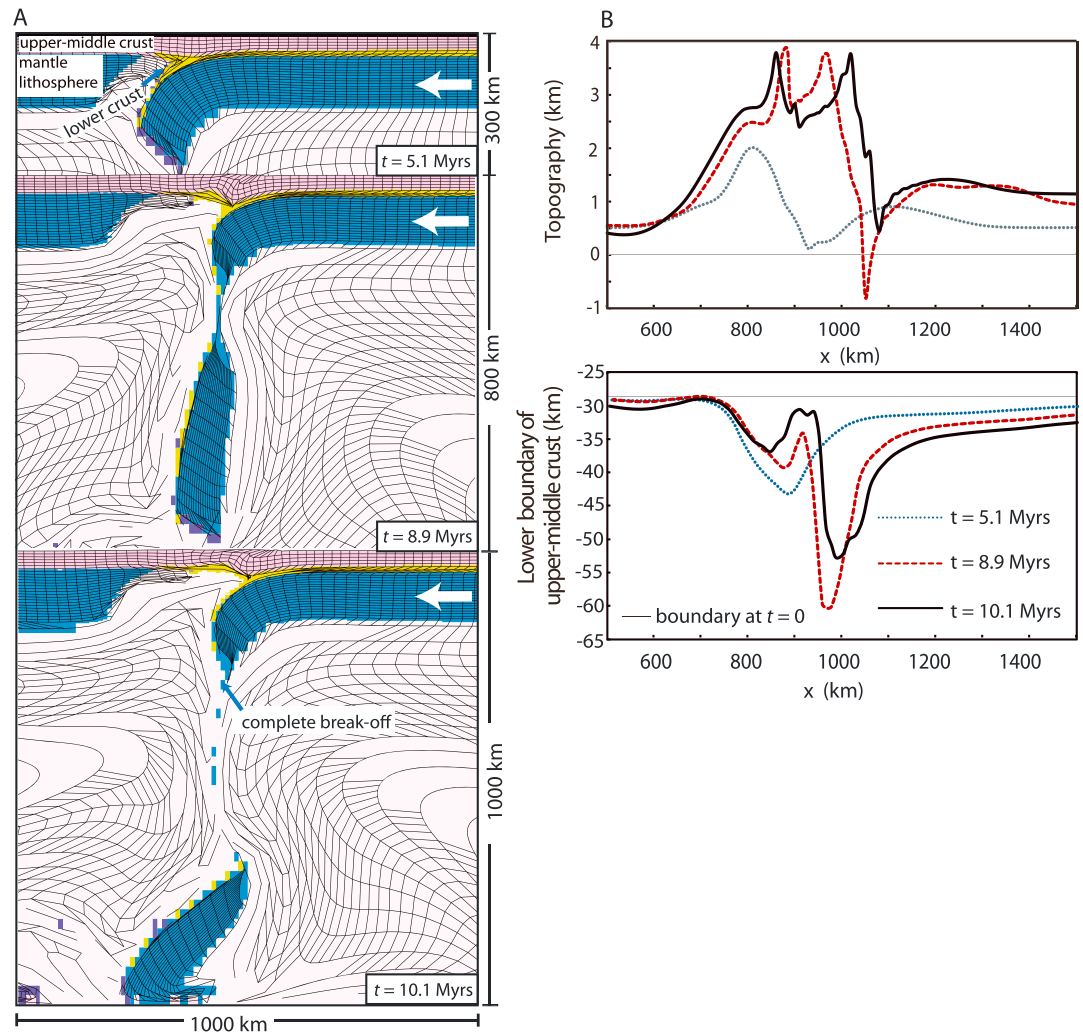 A
upper-middle crust
mantle
lithosphere
lower crust
t = 5.1 Myrs
300 km
t = 8.9 Myrs
800 km
complete break-off
t = 10.1 Myrs
1000 km
1000 km
B
Topography (km)
4
3
2
1
0
-1
600 800 1000 1200 1400
x (km)
Lower boundary of
upper-middle crust (km)
-25
-30
-35
-40
-45
-50
-55
-60
-65
t = 5.1 Myrs
t = 8.9 Myrs
t = 10.1 Myrs
boundary at t = 0
600 800 1000 1200 1400
x (km)